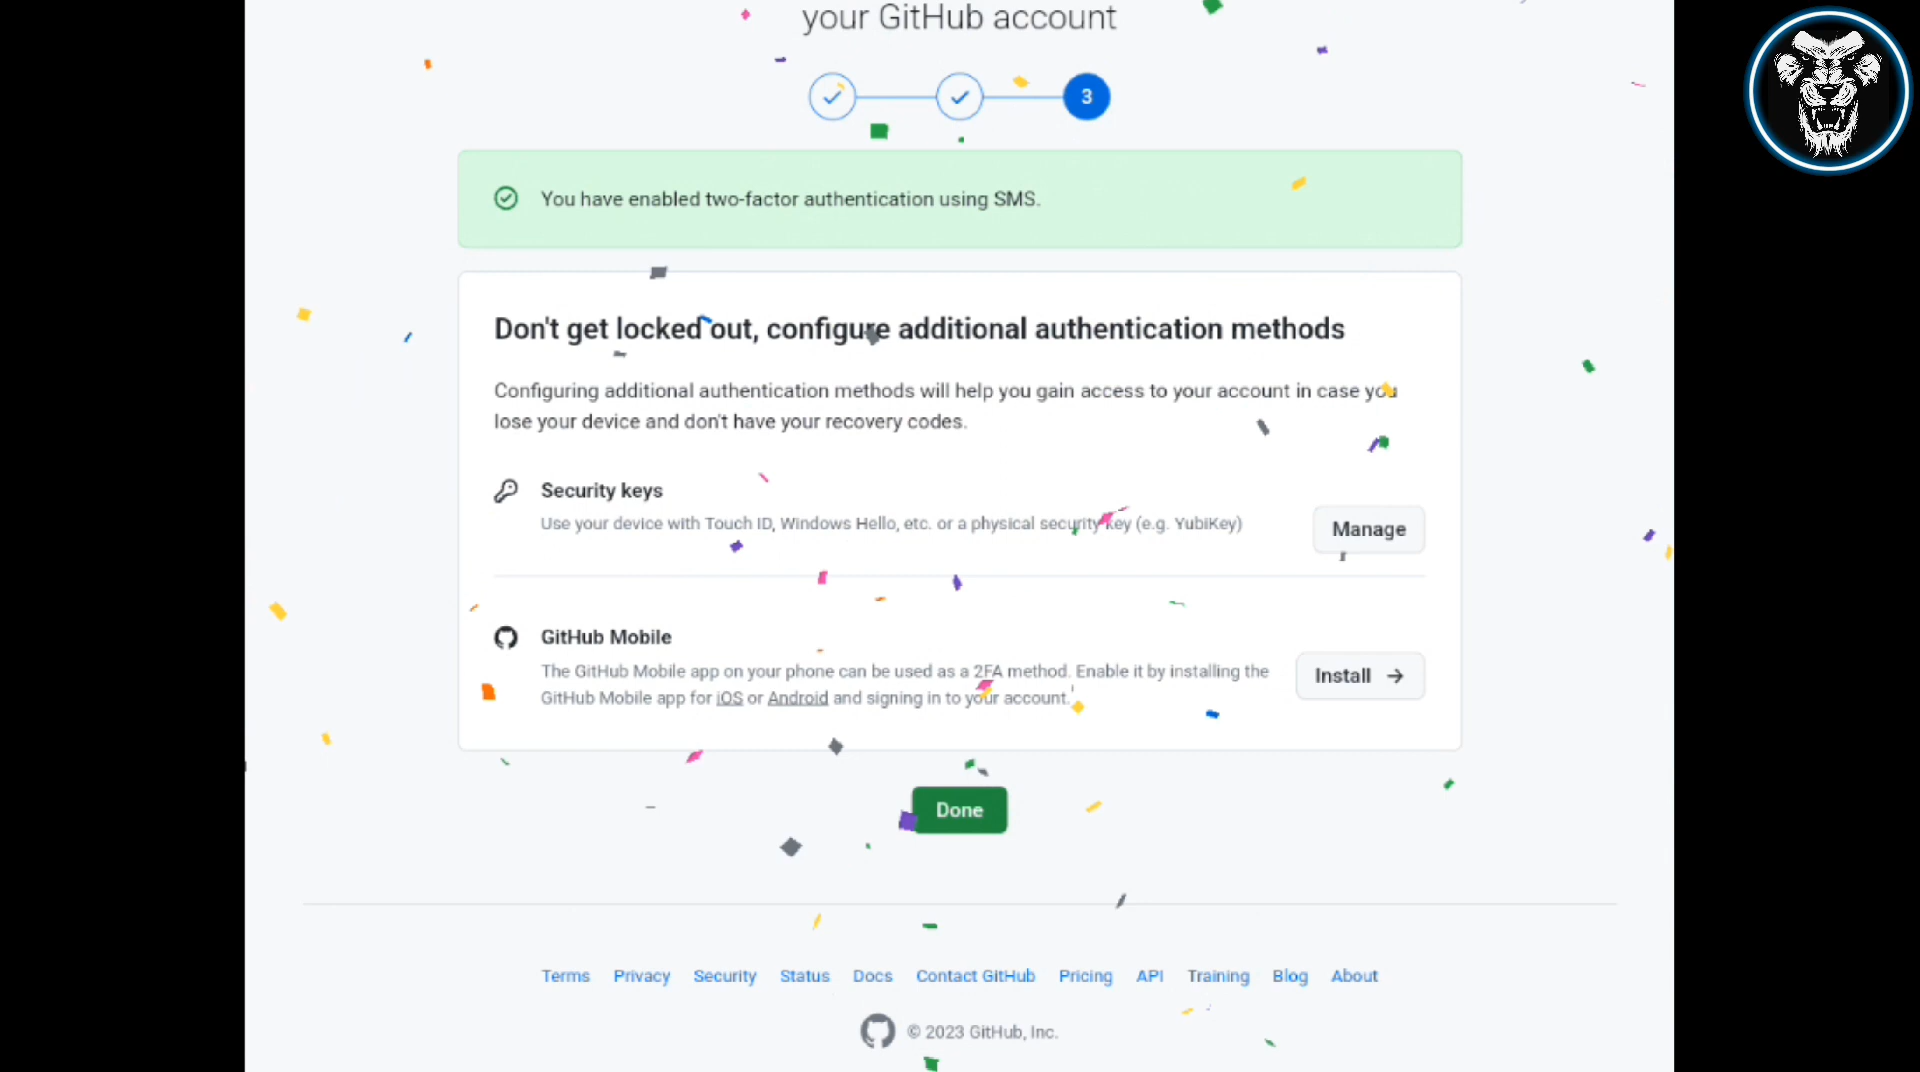 your GitHub account
3
You have enabled two-factor authentication using SMS.
Don't get locked out, configure additional authentication methods
Configuring additional authentication methods will help you gain access to your account in case you
lose your device and don't have your recovery codes.
Security keys
Use your device with Touch ID, Windows Hello, etc. or a physical security key (e.g. YubiKey)
Manage
GitHub Mobile
The GitHub Mobile app on your phone can be used as a 2FA method. Enable it by installing the
GitHub Mobile app for iOS or Android and signing in to your account.
Install →
Done
Terms Privacy Security Status Docs Contact GitHub Pricing API Training Blog About
© 2023 GitHub, Inc.